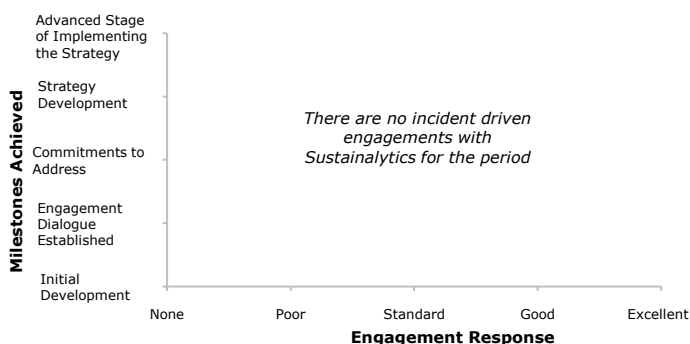 Advanced Stage
of Implementing
the Strategy
Strategy
Development
Commitments to
Address
Engagement
Dialogue
Established
Initial
Development
Milestones Achieved
There are no incident driven
engagements with
Sustainalytics for the period
None Poor Standard Good Excellent
Engagement Response